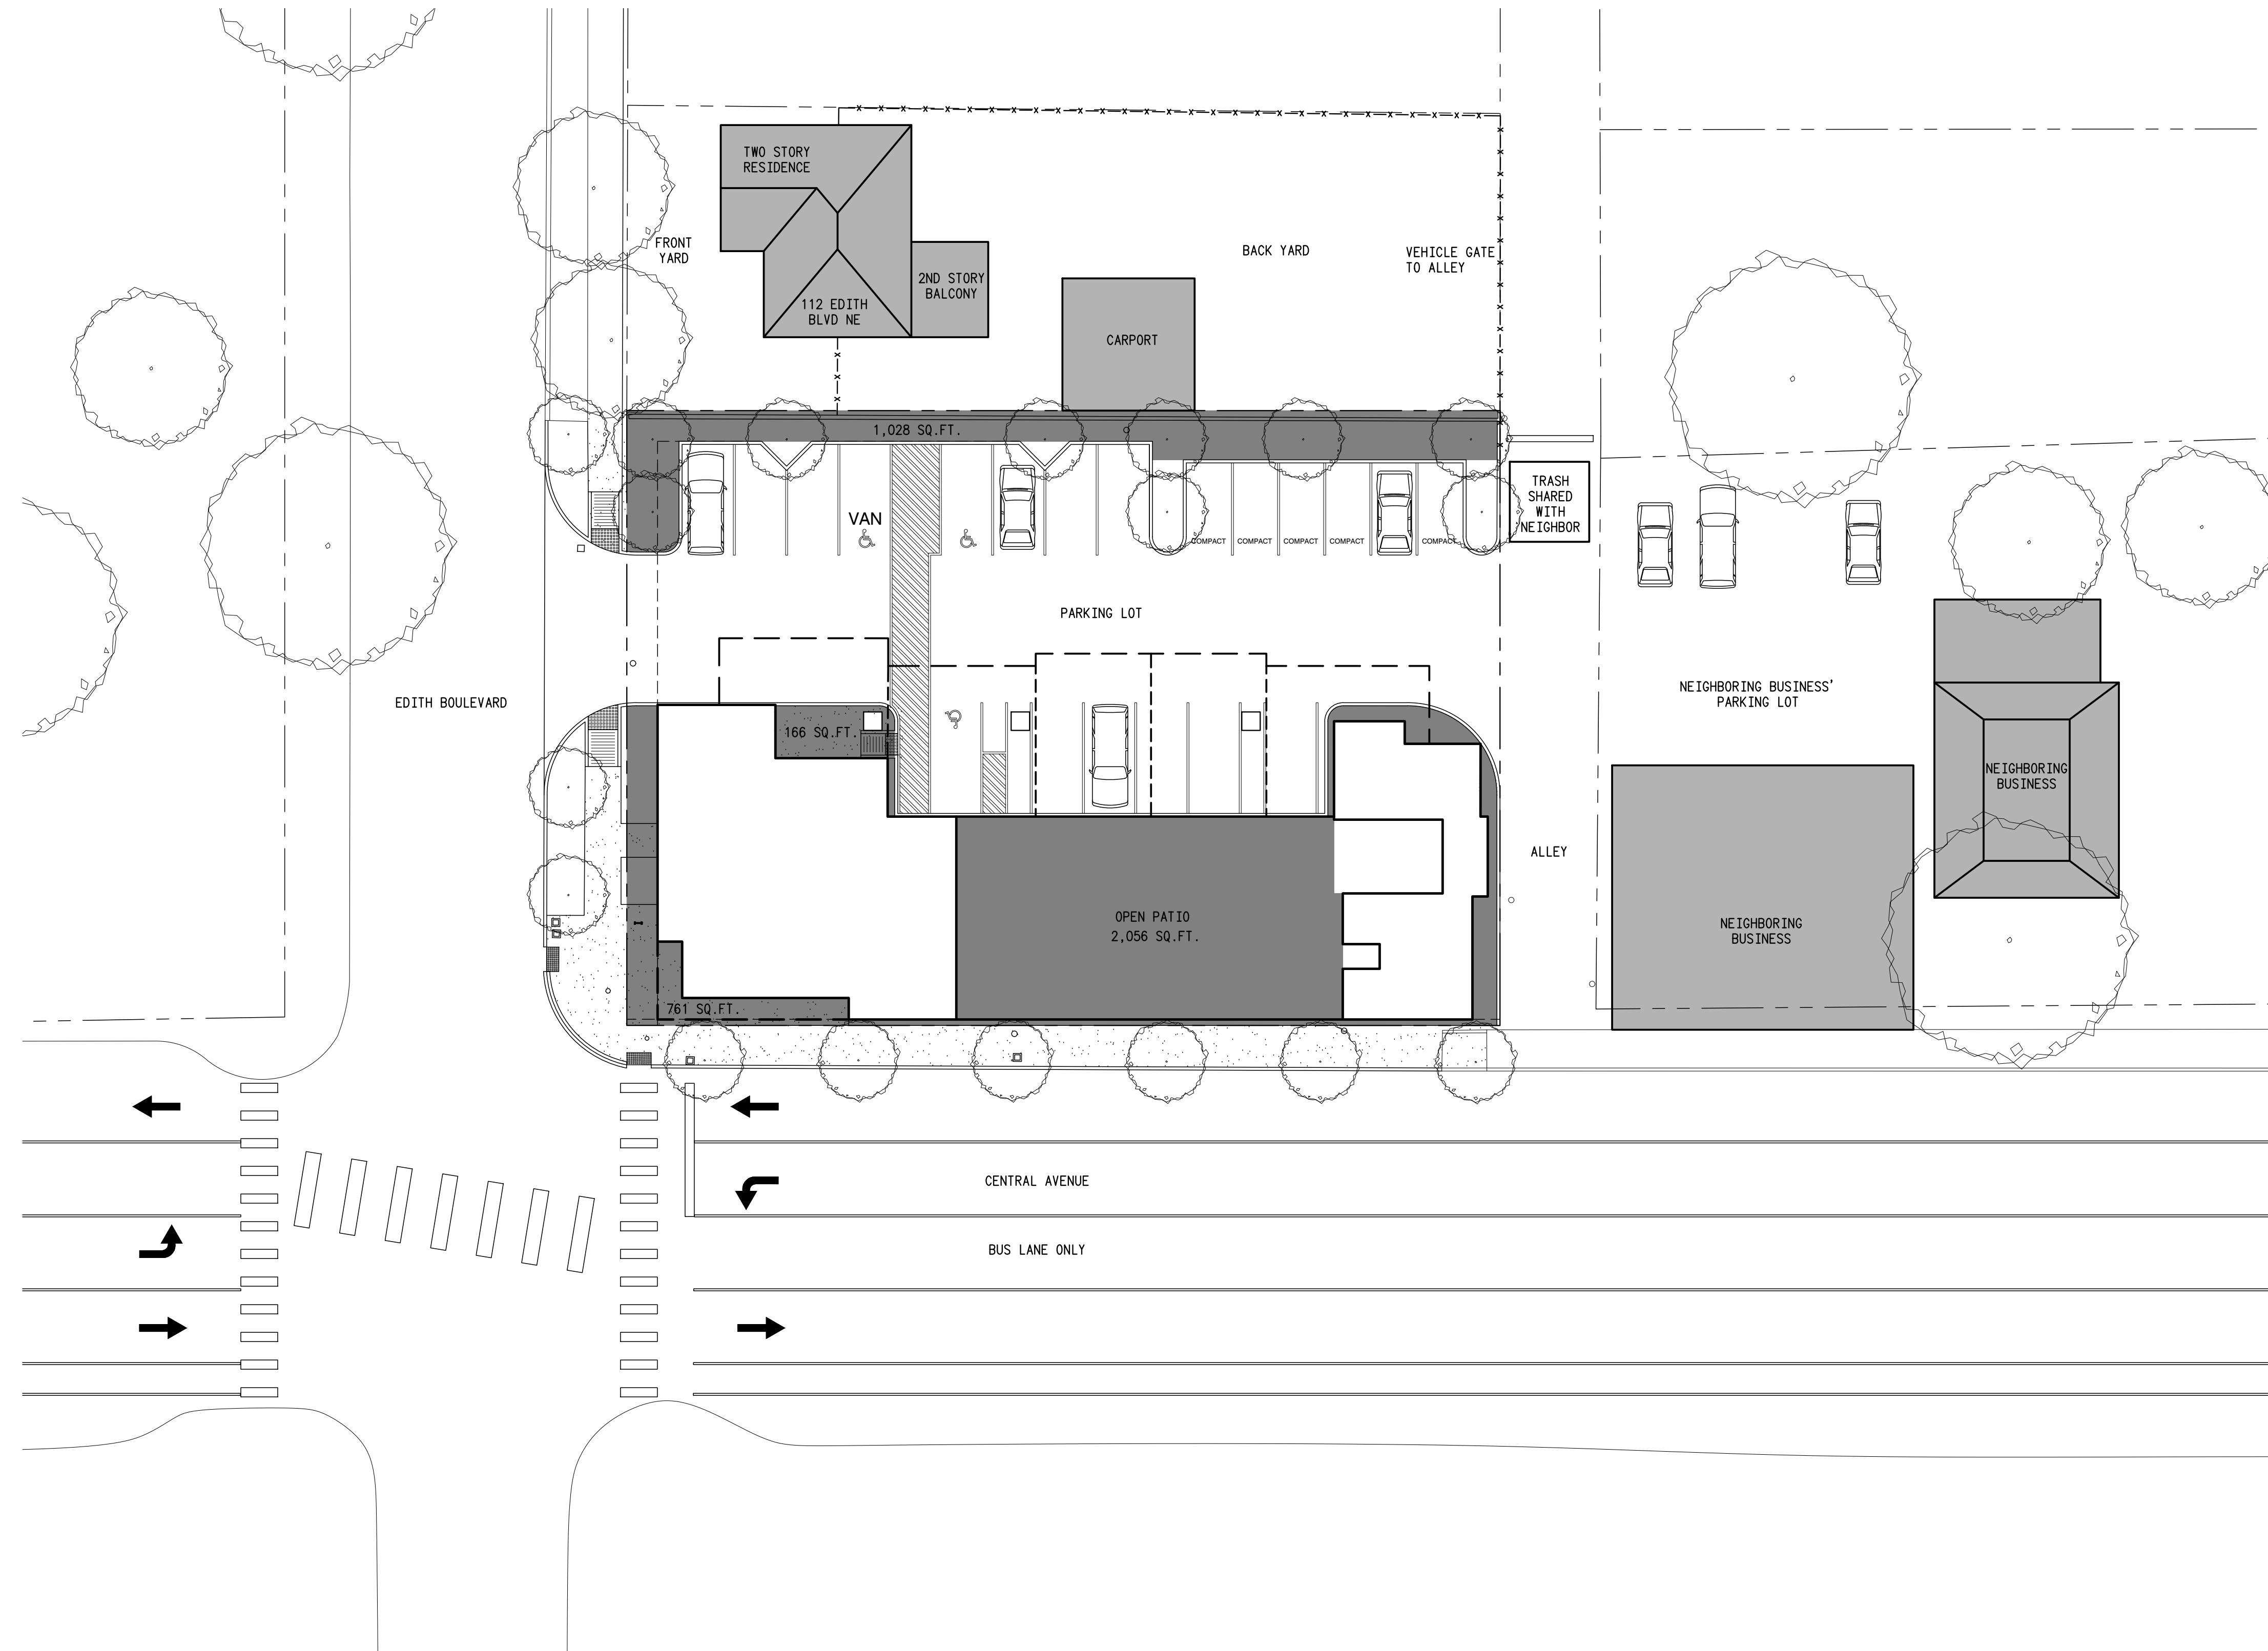 TWO STORY
RESIDENCE
FRONT
YARD
BACK YARD
VEHICLE GATE
TO ALLEY
2ND STORY
BALCONY
112 EDITH
BLVD NE
CARPORT
1,028 SQ.FT.
TRASH
SHARED
WITH
NEIGHBOR
VAN
COMPACT
COMPACT
COMPACT
COMPACT
COMPACT
PARKING LOT
EDITH BOULEVARD
NEIGHBORING BUSINESS'
PARKING LOT
166 SQ.FT.
NEIGHBORING
BUSINESS
ALLEY
OPEN PATIO
2,056 SQ.FT.
NEIGHBORING
BUSINESS
761 SQ.FT.
CENTRAL AVENUE
BUS LANE ONLY